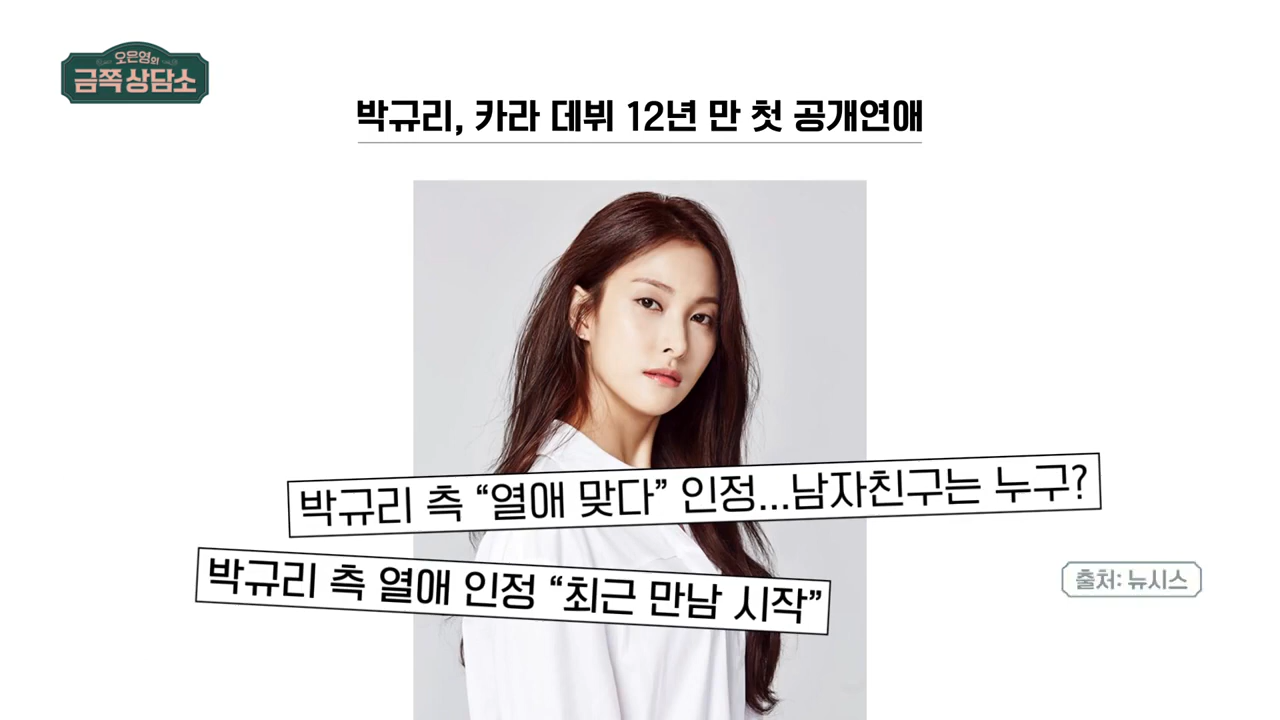 오은영의
금쪽 상담소
박규리, 카라 데뷔 12년 만 첫 공개연애
박규리 측 “열애 맞다” 인정...남자친구는 누구?
박규리 측 열애 인정 “최근 만남 시작”
출처: 뉴시스